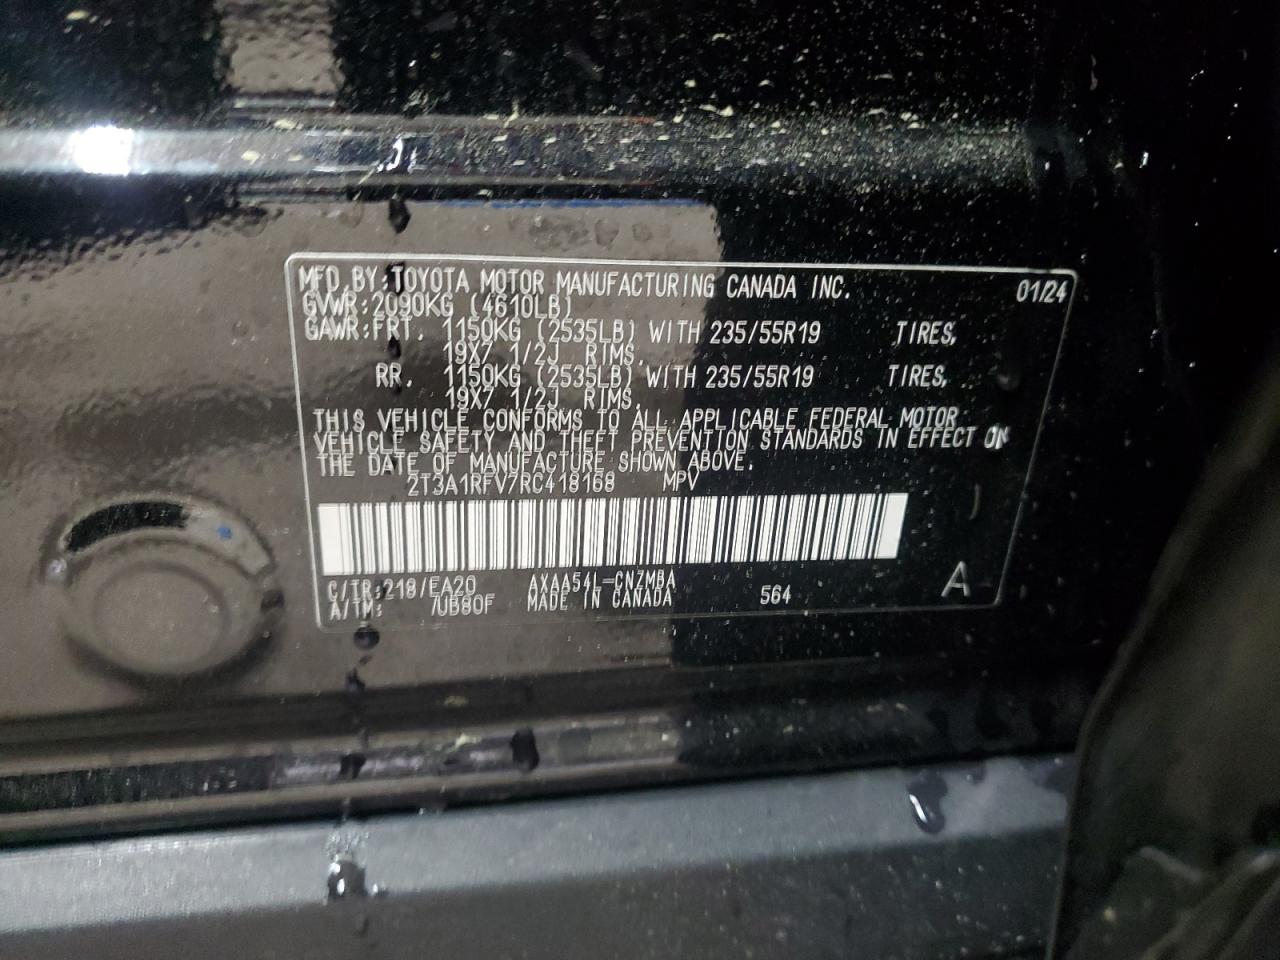 MFD.BY:TOYOTA MOTOR MANUFACTURING CANADA INC. 01/24
GVWR:2090KG (4610LB)
GAWR:FRT. 1150KG (2535LB) WITH 235/55R19 TIRES,
19X7 1/2J RIMS.
RR. 1150KG (2535LB) WITH 235/55R19 TIRES,
19X7 1/2J RIMS.
THIS VEHICLE CONFORMS TO ALL APPLICABLE FEDERAL MOTOR
VEHICLE SAFETY AND THEFT PREVENTION STANDARDS IN EFFECT ON
THE DATE OF MANUFACTURE SHOWN ABOVE.
2T3A1RFV7RC418168 MPV
C/TR:218/EA20 AXAA54L-CNZMBA 564 A
A/TM: 7UB80F MADE IN CANADA